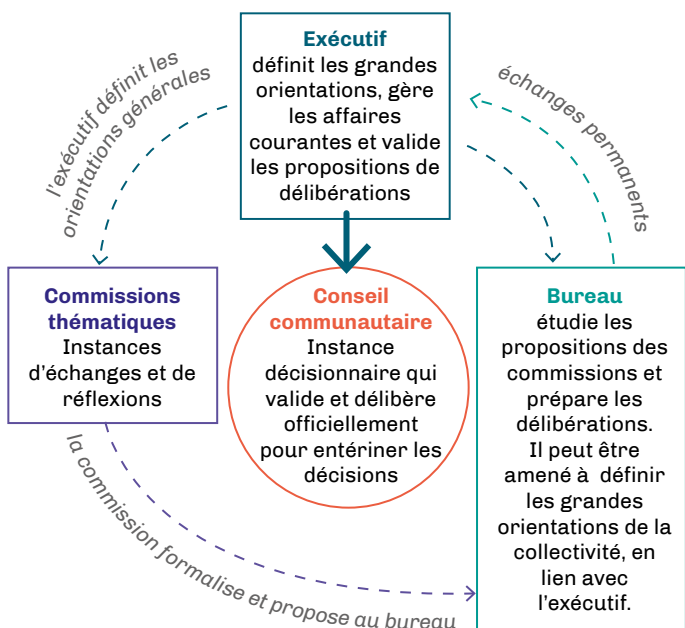 Exécutif
définit les grandes
orientations, gère
les affaires
courantes et valide
les propositions de
délibérations
l'exécutif définit les
orientations générales
échanges permanents
Commissions
thématiques
Instances
d'échanges et de
réflexions
Conseil
communautaire
Instance
décisionnaire qui
valide et délibère
officiellement
pour entériner les
décisions
Bureau
étudie les
propositions des
commissions et
prépare les
délibérations.
Il peut être
amené à définir
les grandes
orientations de la
collectivité, en
lien avec
l'exécutif.
la commission formalise et propose au bureau